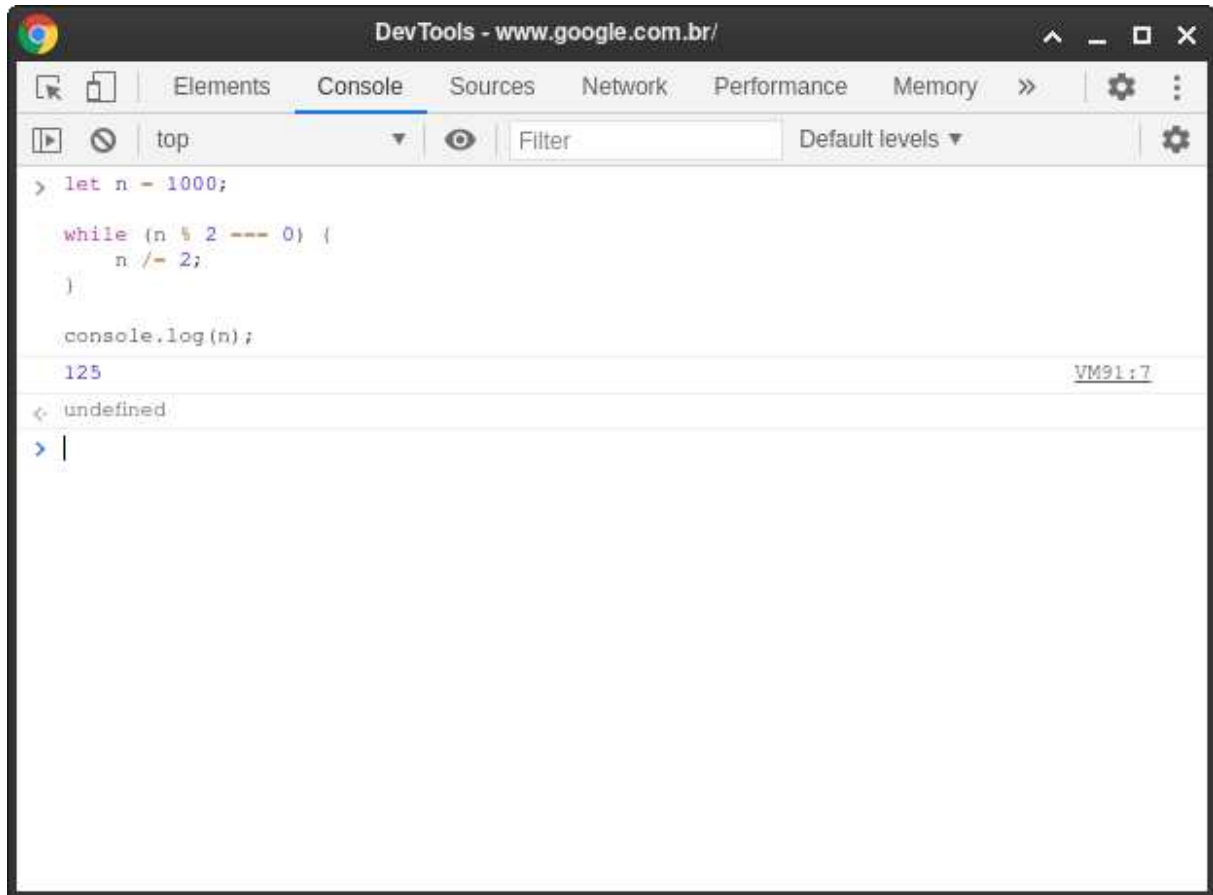 DevTools - www.google.com.br/
Elements Console Sources Network Performance Memory »
top ▼ Filter Default levels ▼
> let n = 1000;
while (n % 2 === 0) {
    n /= 2;
}
console.log(n);
125 VM91:7
undefined
>